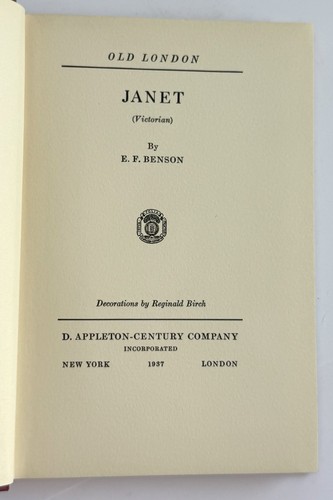 OLD LONDON
JANET
(Victorian)
By
E. F. BENSON
Decorations by Reginald Birch
D. APPLETON-CENTURY COMPANY
INCORPORATED
NEW YORK 1937 LONDON